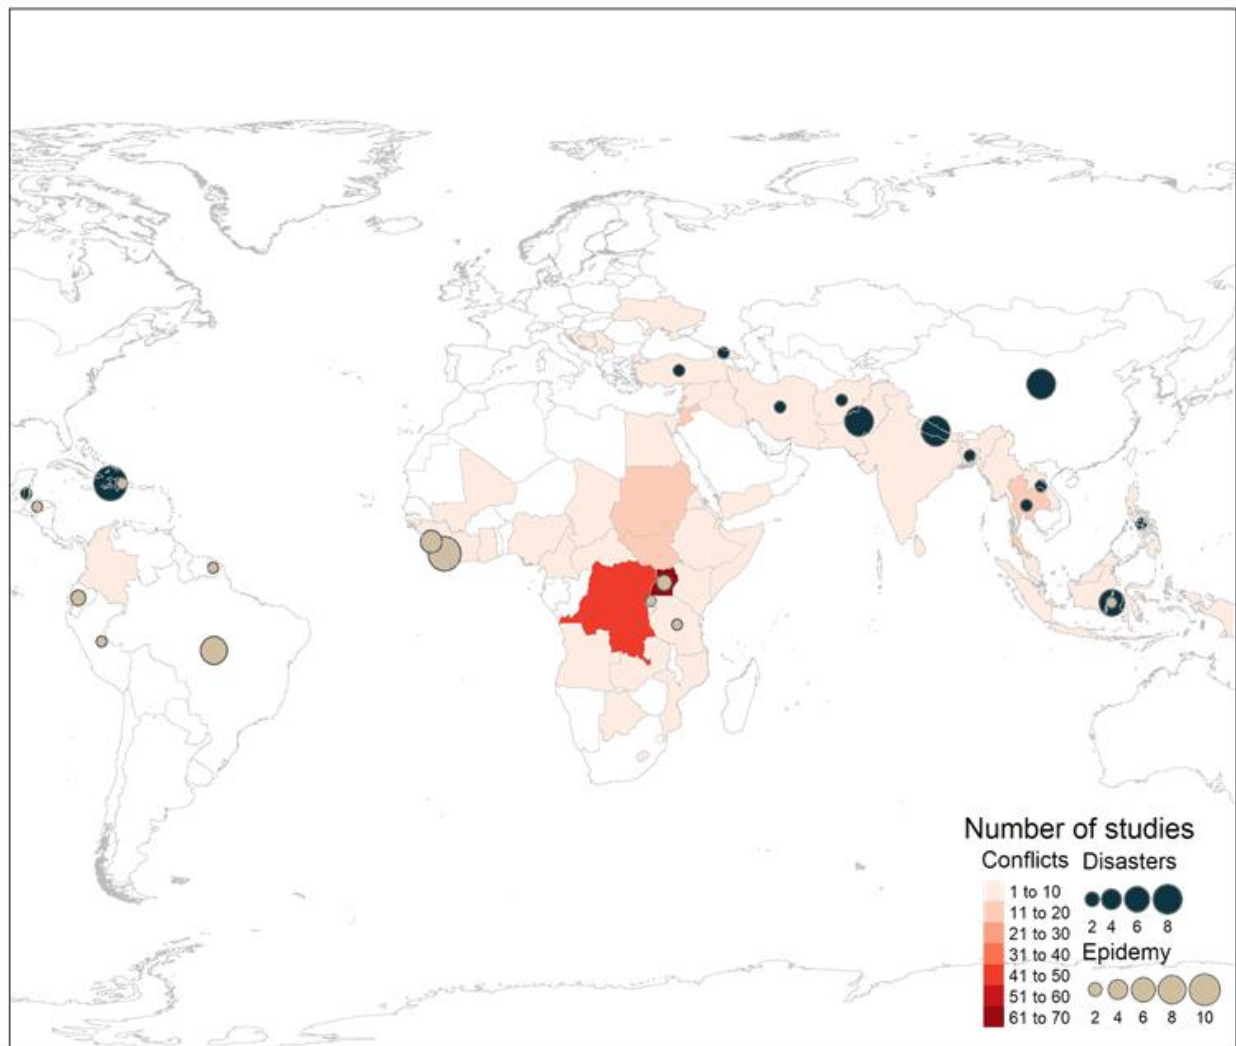 Number of studies
Conflicts Disasters
1 to 10
11 to 20
21 to 30
31 to 40
41 to 50
51 to 60
61 to 70
2 4 6 8
Epidemy
2 4 6 8 10